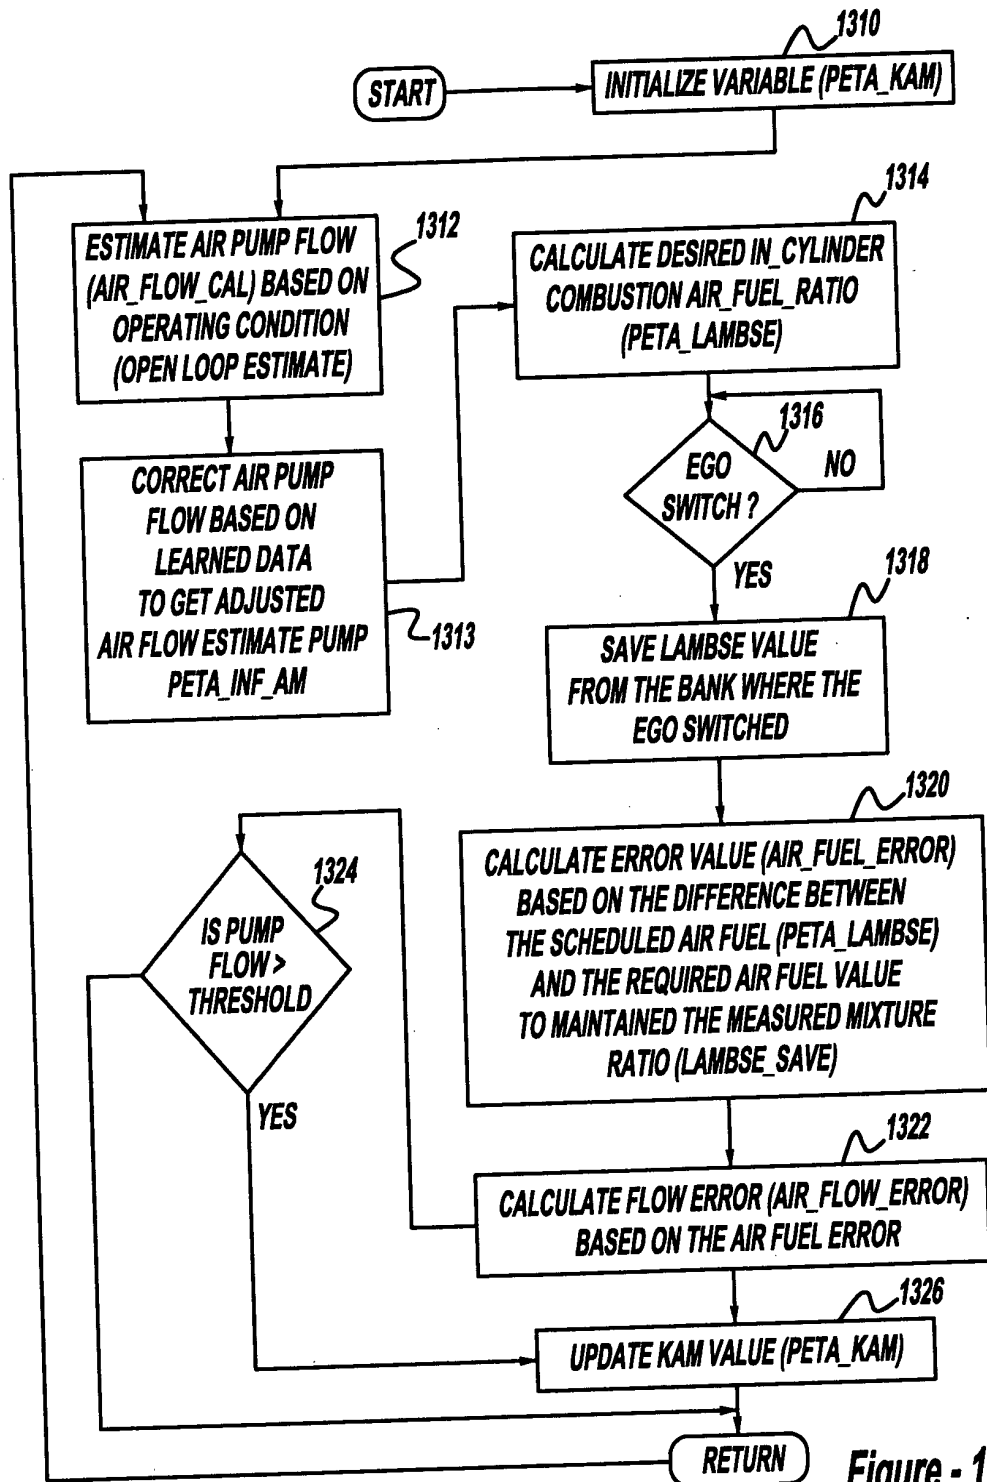 1310
START
INITIALIZE VARIABLE (PETA_KAM)
1312
ESTIMATE AIR PUMP FLOW
(AIR_FLOW_CAL) BASED ON
OPERATING CONDITION
(OPEN LOOP ESTIMATE)
CORRECT AIR PUMP
FLOW BASED ON
LEARNED DATA
TO GET ADJUSTED
AIR FLOW ESTIMATE PUMP
PETA_INF_AM
1313
1314
CALCULATE DESIRED IN_CYLINDER
COMBUSTION AIR_FUEL_RATIO
(PETA_LAMBSE)
1316
EGO
SWITCH ?
NO
YES
1318
SAVE LAMBSE VALUE
FROM THE BANK WHERE THE
EGO SWITCHED
1320
CALCULATE ERROR VALUE (AIR_FUEL_ERROR)
BASED ON THE DIFFERENCE BETWEEN
THE SCHEDULED AIR FUEL (PETA_LAMBSE)
AND THE REQUIRED AIR FUEL VALUE
TO MAINTAINED THE MEASURED MIXTURE
RATIO (LAMBSE_SAVE)
1322
CALCULATE FLOW ERROR (AIR_FLOW_ERROR)
BASED ON THE AIR FUEL ERROR
1324
IS PUMP
FLOW >
THRESHOLD
YES
1326
UPDATE KAM VALUE (PETA_KAM)
RETURN
Figure - 1